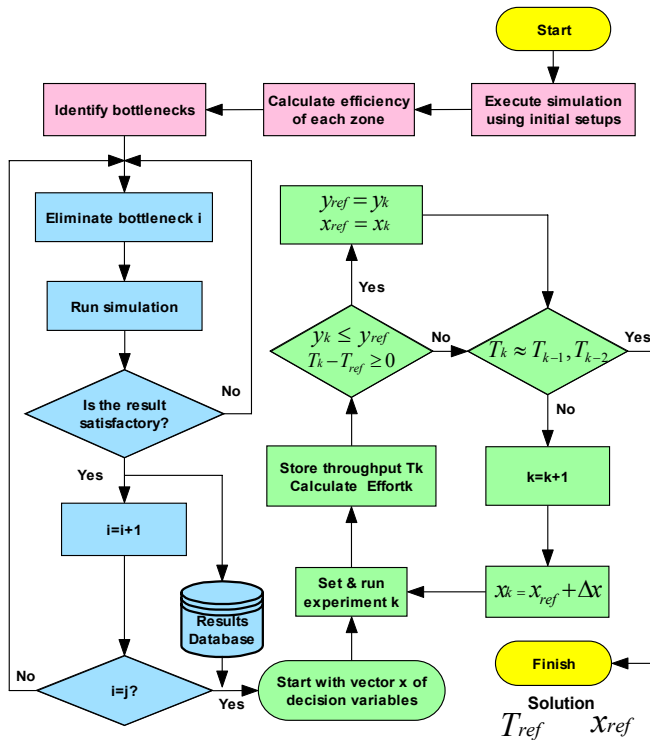 Start
Execute simulation
using initial setups
Calculate efficiency
of each zone
Identify bottlenecks
Eliminate bottleneck i
Run simulation
Is the result
satisfactory?
No
Yes
i=i+1
Results
Database
i=j?
No
Yes
Start with vector x of
decision variables
Set & run
experiment k
Store throughput Tk
Calculate Effortk
y_k ≤ y_ref
T_k − T_ref ≥ 0
Yes
No
y_ref = y_k
x_ref = x_k
T_k ≈ T_{k−1}, T_{k−2}
Yes
No
k=k+1
x_k = x_ref + Δx
Finish
Solution
T_ref x_ref